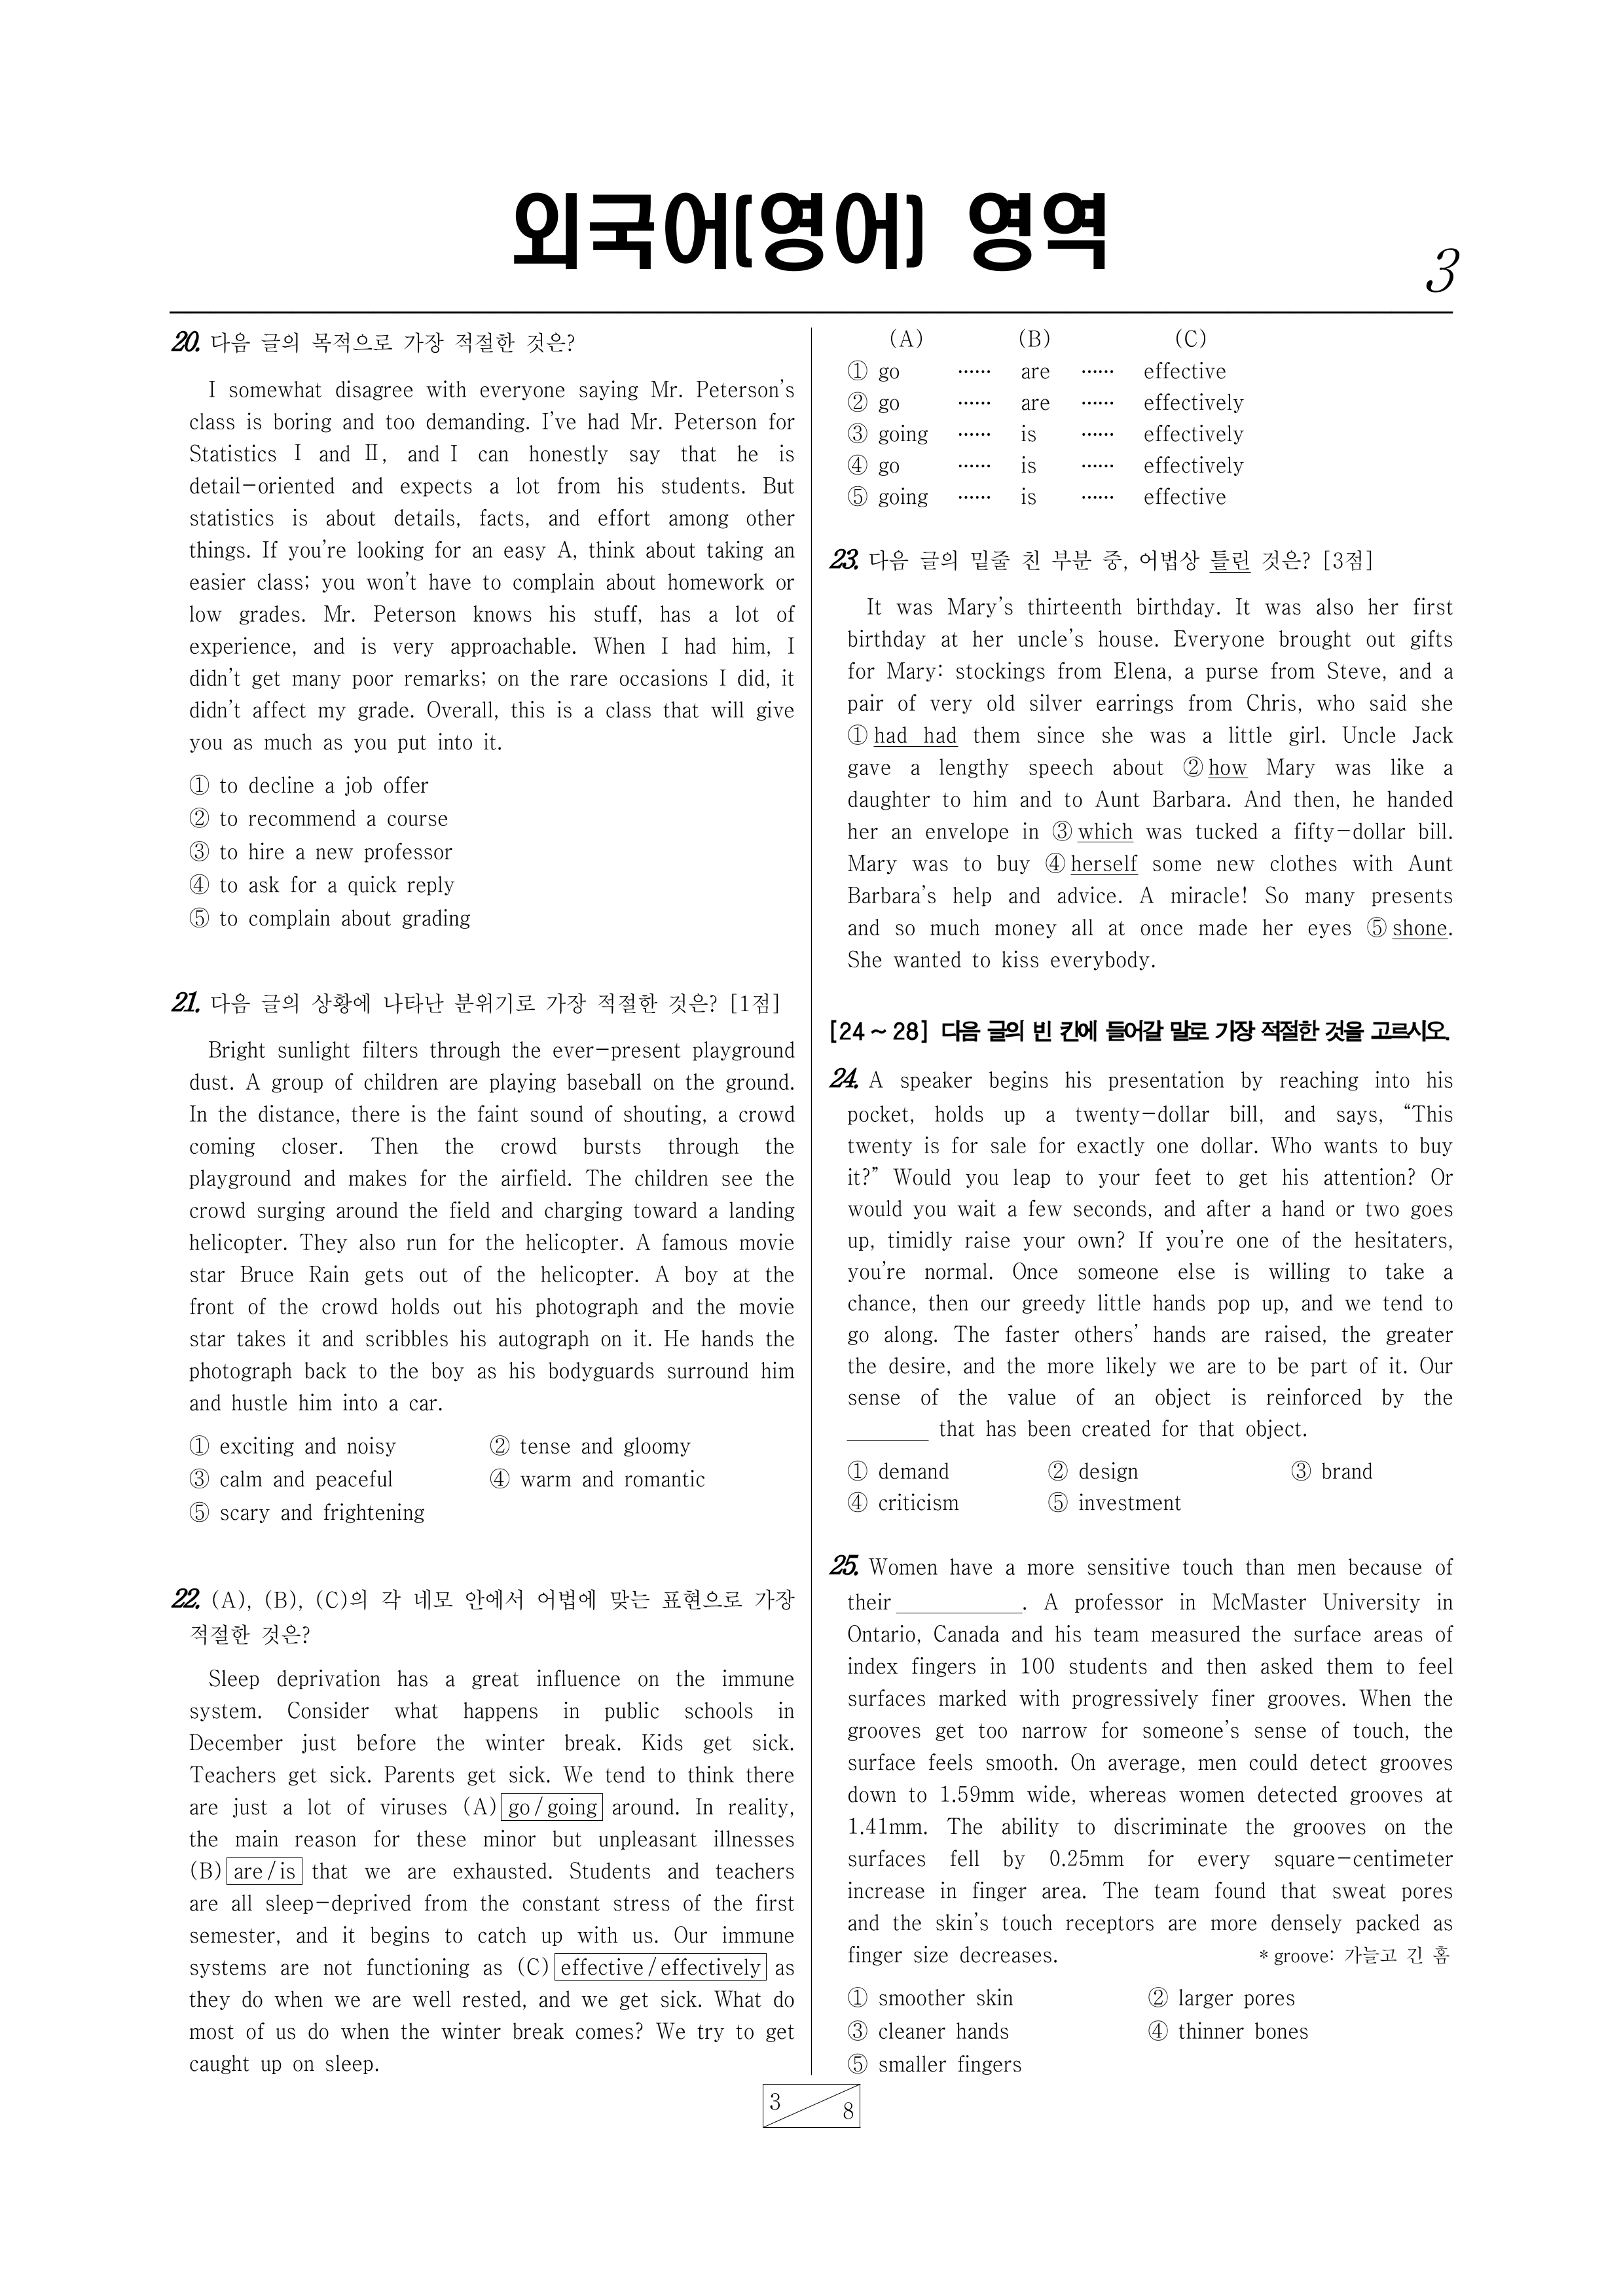 외국어(영어) 영역
3
20. 다음 글의 목적으로 가장 적절한 것은?
I somewhat disagree with everyone saying Mr. Peterson's
class is boring and too demanding. I've had Mr. Peterson for
Statistics Ⅰ and Ⅱ, and I can honestly say that he is
detail-oriented and expects a lot from his students. But
statistics is about details, facts, and effort among other
things. If you're looking for an easy A, think about taking an
easier class; you won't have to complain about homework or
low grades. Mr. Peterson knows his stuff, has a lot of
experience, and is very approachable. When I had him, I
didn't get many poor remarks; on the rare occasions I did, it
didn't affect my grade. Overall, this is a class that will give
you as much as you put into it.
① to decline a job offer
② to recommend a course
③ to hire a new professor
④ to ask for a quick reply
⑤ to complain about grading
21. 다음 글의 상황에 나타난 분위기로 가장 적절한 것은? [1점]
Bright sunlight filters through the ever-present playground
dust. A group of children are playing baseball on the ground.
In the distance, there is the faint sound of shouting, a crowd
coming closer. Then the crowd bursts through the
playground and makes for the airfield. The children see the
crowd surging around the field and charging toward a landing
helicopter. They also run for the helicopter. A famous movie
star Bruce Rain gets out of the helicopter. A boy at the
front of the crowd holds out his photograph and the movie
star takes it and scribbles his autograph on it. He hands the
photograph back to the boy as his bodyguards surround him
and hustle him into a car.
① exciting and noisy ② tense and gloomy
③ calm and peaceful ④ warm and romantic
⑤ scary and frightening
22. (A), (B), (C)의 각 네모 안에서 어법에 맞는 표현으로 가장
적절한 것은?
Sleep deprivation has a great influence on the immune
system. Consider what happens in public schools in
December just before the winter break. Kids get sick.
Teachers get sick. Parents get sick. We tend to think there
are just a lot of viruses (A) go / going around. In reality,
the main reason for these minor but unpleasant illnesses
(B) are / is that we are exhausted. Students and teachers
are all sleep-deprived from the constant stress of the first
semester, and it begins to catch up with us. Our immune
systems are not functioning as (C) effective / effectively as
they do when we are well rested, and we get sick. What do
most of us do when the winter break comes? We try to get
caught up on sleep.
(A) (B) (C)
① go ······ are ······ effective
② go ······ are ······ effectively
③ going ······ is ······ effectively
④ go ······ is ······ effectively
⑤ going ······ is ······ effective
23. 다음 글의 밑줄 친 부분 중, 어법상 틀린 것은? [3점]
It was Mary's thirteenth birthday. It was also her first
birthday at her uncle's house. Everyone brought out gifts
for Mary: stockings from Elena, a purse from Steve, and a
pair of very old silver earrings from Chris, who said she
① had had them since she was a little girl. Uncle Jack
gave a lengthy speech about ② how Mary was like a
daughter to him and to Aunt Barbara. And then, he handed
her an envelope in ③ which was tucked a fifty-dollar bill.
Mary was to buy ④ herself some new clothes with Aunt
Barbara's help and advice. A miracle! So many presents
and so much money all at once made her eyes ⑤ shone.
She wanted to kiss everybody.
[24 ~ 28] 다음 글의 빈 칸에 들어갈 말로 가장 적절한 것을 고르시오.
24. A speaker begins his presentation by reaching into his
pocket, holds up a twenty-dollar bill, and says, “This
twenty is for sale for exactly one dollar. Who wants to buy
it?” Would you leap to your feet to get his attention? Or
would you wait a few seconds, and after a hand or two goes
up, timidly raise your own? If you're one of the hesitaters,
you're normal. Once someone else is willing to take a
chance, then our greedy little hands pop up, and we tend to
go along. The faster others' hands are raised, the greater
the desire, and the more likely we are to be part of it. Our
sense of the value of an object is reinforced by the
_______ that has been created for that object.
① demand ② design ③ brand
④ criticism ⑤ investment
25. Women have a more sensitive touch than men because of
their ___________. A professor in McMaster University in
Ontario, Canada and his team measured the surface areas of
index fingers in 100 students and then asked them to feel
surfaces marked with progressively finer grooves. When the
grooves get too narrow for someone's sense of touch, the
surface feels smooth. On average, men could detect grooves
down to 1.59mm wide, whereas women detected grooves at
1.41mm. The ability to discriminate the grooves on the
surfaces fell by 0.25mm for every square-centimeter
increase in finger area. The team found that sweat pores
and the skin's touch receptors are more densely packed as
finger size decreases. * groove: 가늘고 긴 홈
① smoother skin ② larger pores
③ cleaner hands ④ thinner bones
⑤ smaller fingers
3 8